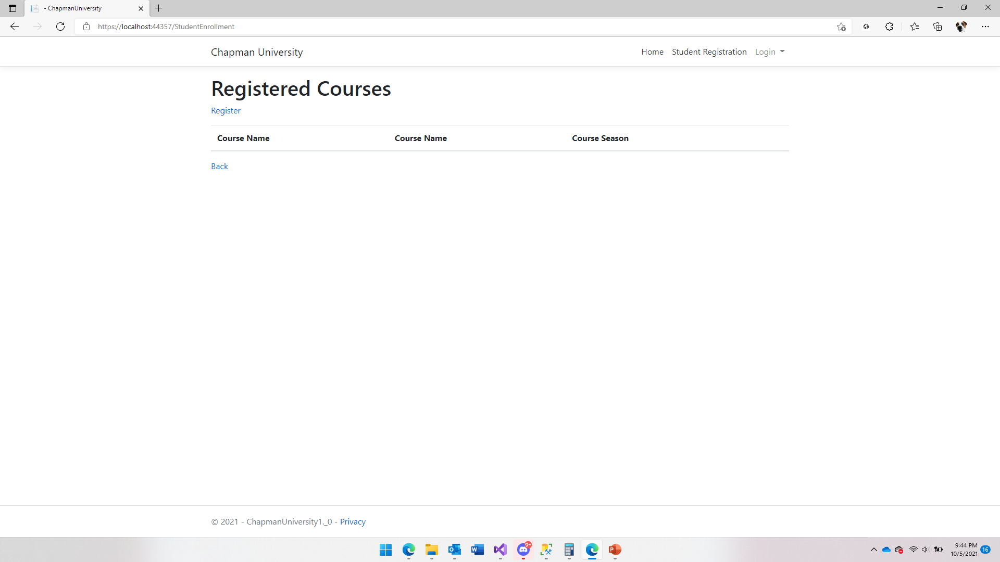 - ChapmanUniversity
https://localhost:44357/StudentEnrollment
Chapman University
Home Student Registration Login
Registered Courses
Register
Course Name Course Name Course Season
Back
© 2021 - ChapmanUniversity1._0 - Privacy
9+
9:44 PM
10/5/2021
16